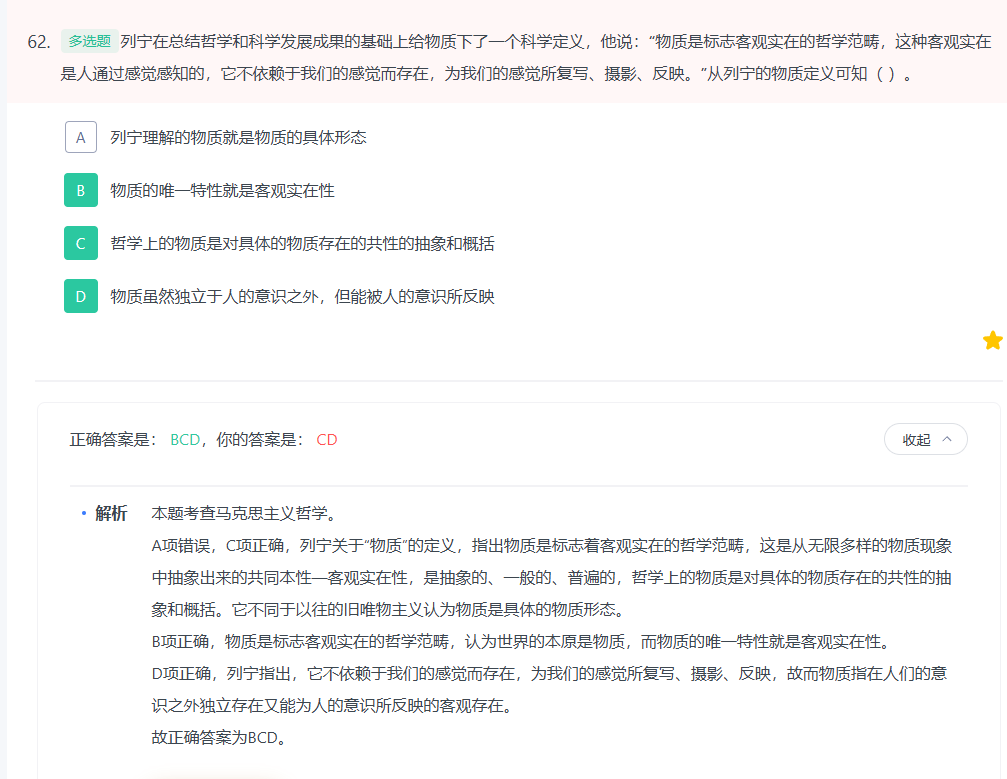 62. 多选题 列宁在总结哲学和科学发展成果的基础上给物质下了一个科学定义，他说：“物质是标志客观实在的哲学范畴，这种客观实在
是人通过感觉感知的，它不依赖于我们的感觉而存在，为我们的感觉所复写、摄影、反映。”从列宁的物质定义可知（ ）。
A 列宁理解的物质就是物质的具体形态
B 物质的唯一特性就是客观实在性
C 哲学上的物质是对具体的物质存在的共性的抽象和概括
D 物质虽然独立于人的意识之外，但能被人的意识所反映
正确答案是： BCD，你的答案是： CD
收起
解析 本题考查马克思主义哲学。
A项错误，C项正确，列宁关于“物质”的定义，指出物质是标志着客观实在的哲学范畴，这是从无限多样的物质现象
中抽象出来的共同本性—客观实在性，是抽象的、一般的、普遍的，哲学上的物质是对具体的物质存在的共性的抽
象和概括。它不同于以往的旧唯物主义认为物质是具体的物质形态。
B项正确，物质是标志客观实在的哲学范畴，认为世界的本原是物质，而物质的唯一特性就是客观实在性。
D项正确，列宁指出，它不依赖于我们的感觉而存在，为我们的感觉所复写、摄影、反映，故而物质指在人们的意
识之外独立存在又能为人的意识所反映的客观存在。
故正确答案为BCD。